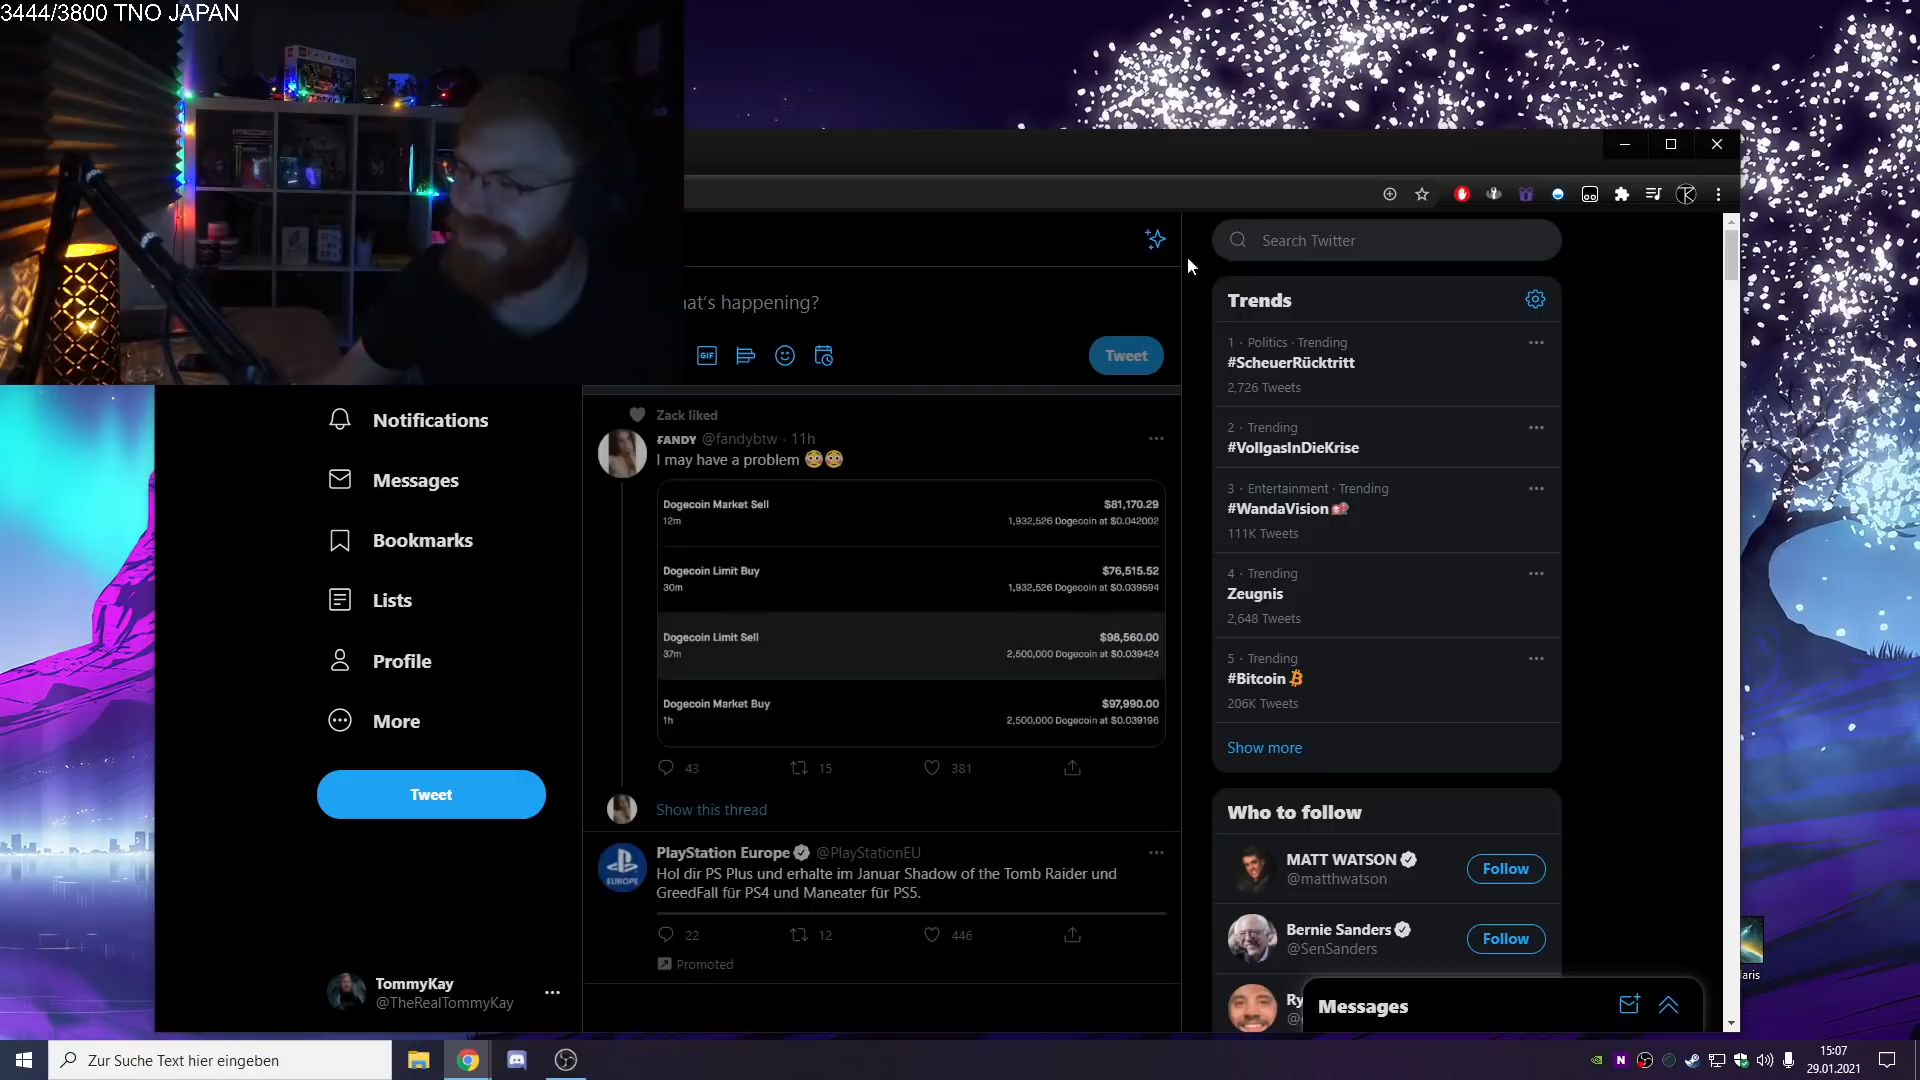 3444/3800 TNO JAPAN
hat's happening?
GIF
Tweet
Notifications
Messages
Bookmarks
Lists
Profile
More
Tweet
TommyKay
@TheRealTommyKay
Zack liked
FANDY @fandybtw · 11h
I may have a problem 😳😳
Dogecoin Market Sell $81,170.29
12m 1,932,526 Dogecoin at $0.042002
Dogecoin Limit Buy $76,515.52
30m 1,932,526 Dogecoin at $0.039594
Dogecoin Limit Sell $98,560.00
37m 2,500,000 Dogecoin at $0.039424
Dogecoin Market Buy $97,990.00
1h 2,500,000 Dogecoin at $0.039196
43 15 381
Show this thread
EUROPE
PlayStation Europe @PlayStationEU
Hol dir PS Plus und erhalte im Januar Shadow of the Tomb Raider und
GreedFall für PS4 und Maneater für PS5.
22 12 446
Promoted
Search Twitter
Trends
1 · Politics · Trending
#ScheuerRücktritt
2,726 Tweets
2 · Trending
#VollgasInDieKrise
3 · Entertainment · Trending
#WandaVision
111K Tweets
4 · Trending
Zeugnis
2,648 Tweets
5 · Trending
#Bitcoin
206K Tweets
Show more
Who to follow
MATT WATSON
@matthwatson
Follow
Bernie Sanders
@SenSanders
Follow
Ry
@
Messages
laris
Zur Suche Text hier eingeben
15:07
29.01.2021